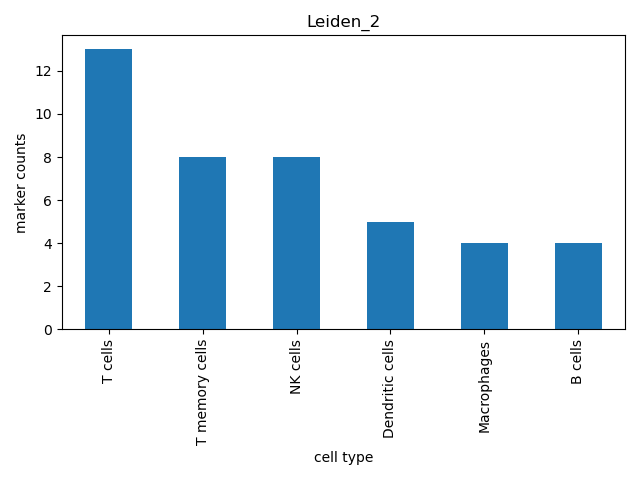 Leiden_2
marker counts
12
10
8
6
4
2
0
T cells
T memory cells
NK cells
Dendritic cells
Macrophages
B cells
cell type